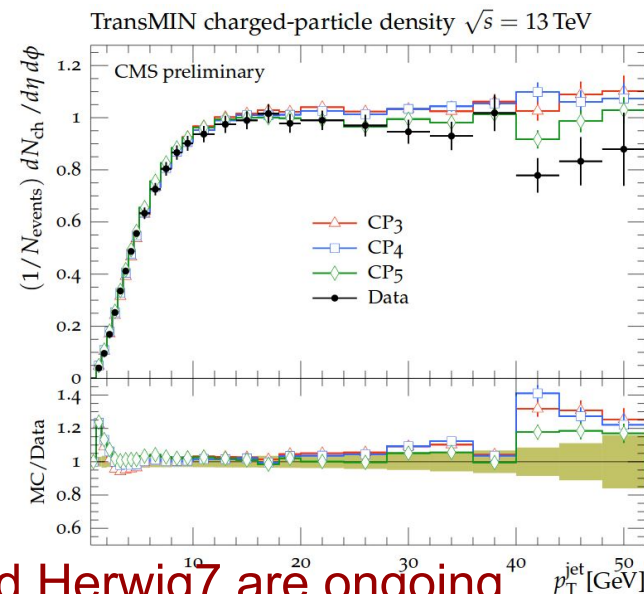 TransMIN charged-particle density √s = 13 TeV
CMS preliminary
(1/N_events) dN_ch/dη dϕ
1.2
1
0.8
0.6
0.4
0.2
0
CP3
CP4
CP5
Data
MC/Data
1.4
1.2
1
0.8
0.6
10 20 30 40 50
p_T^jet [GeV]
d Herwig7 are ongoing